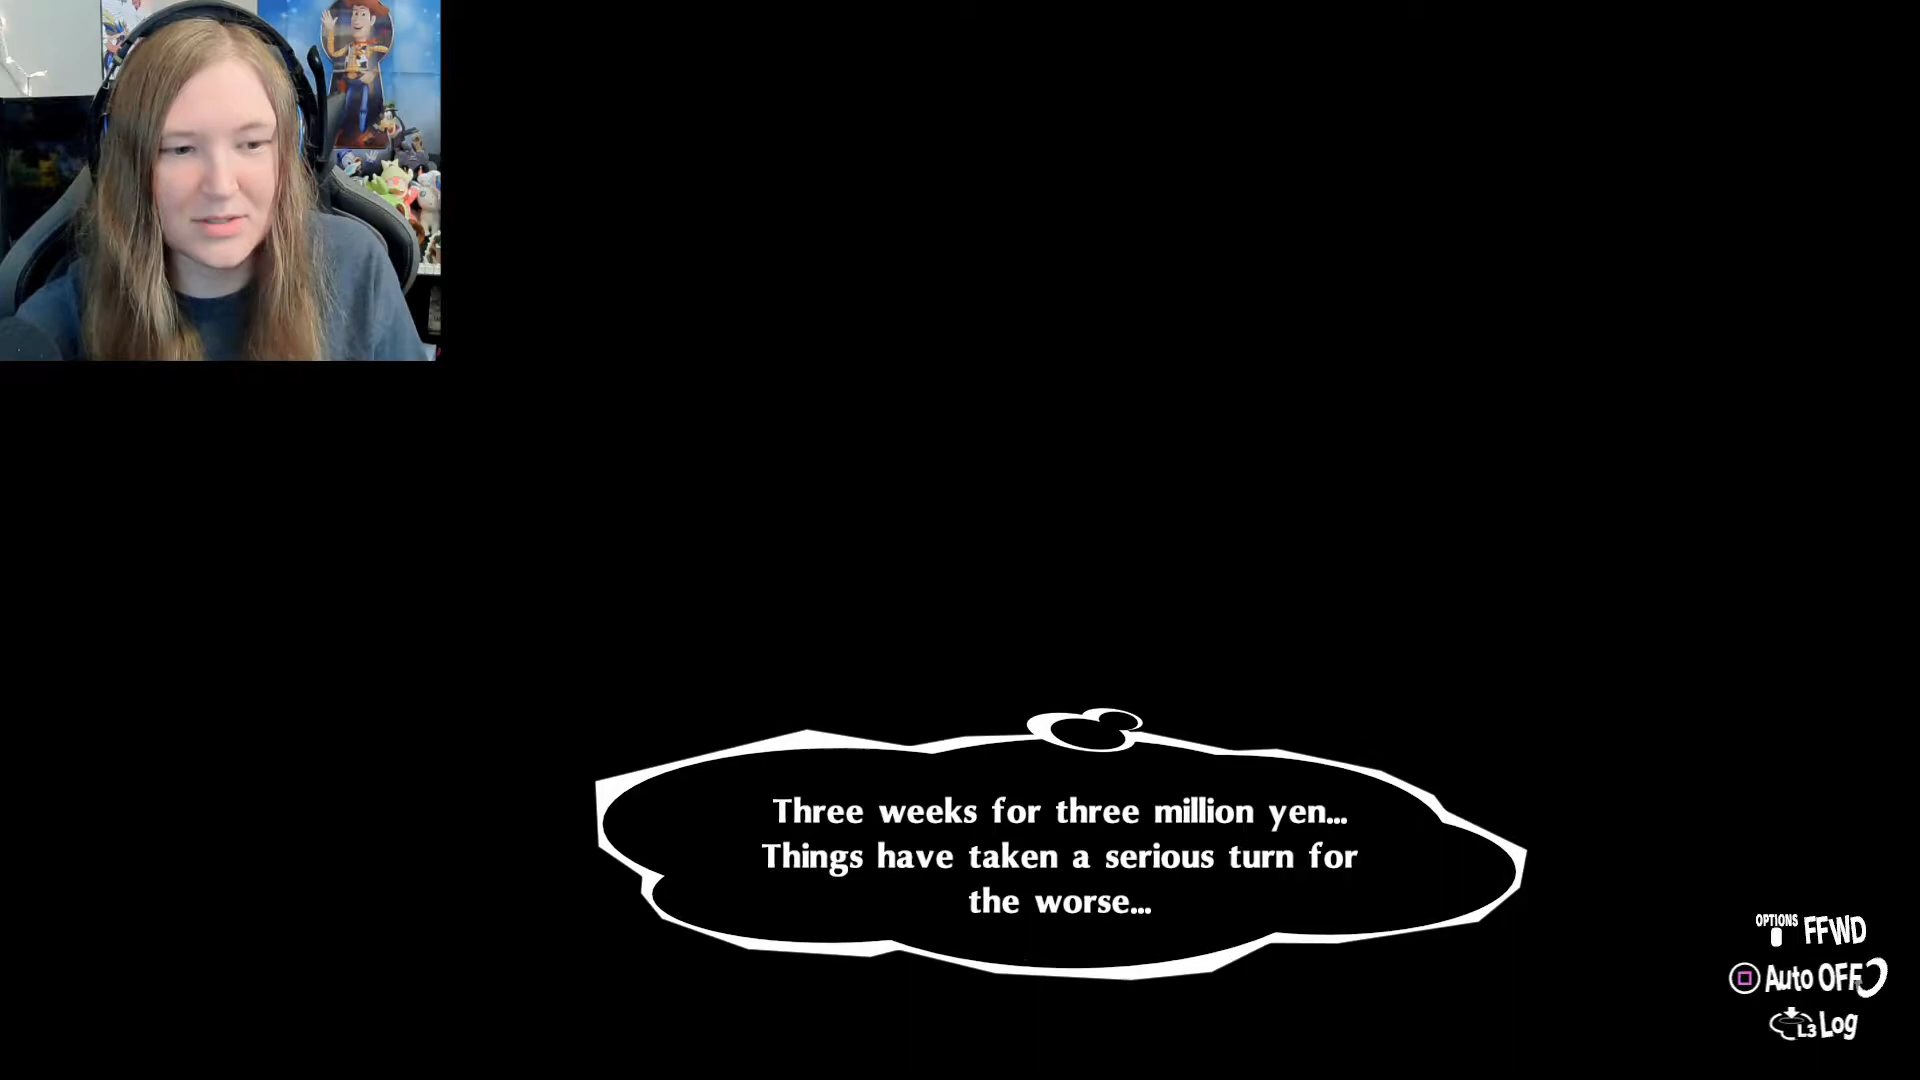 Three weeks for three million yen...
Things have taken a serious turn for
the worse...
OPTIONS FFWD
Auto OFF
L3 Log